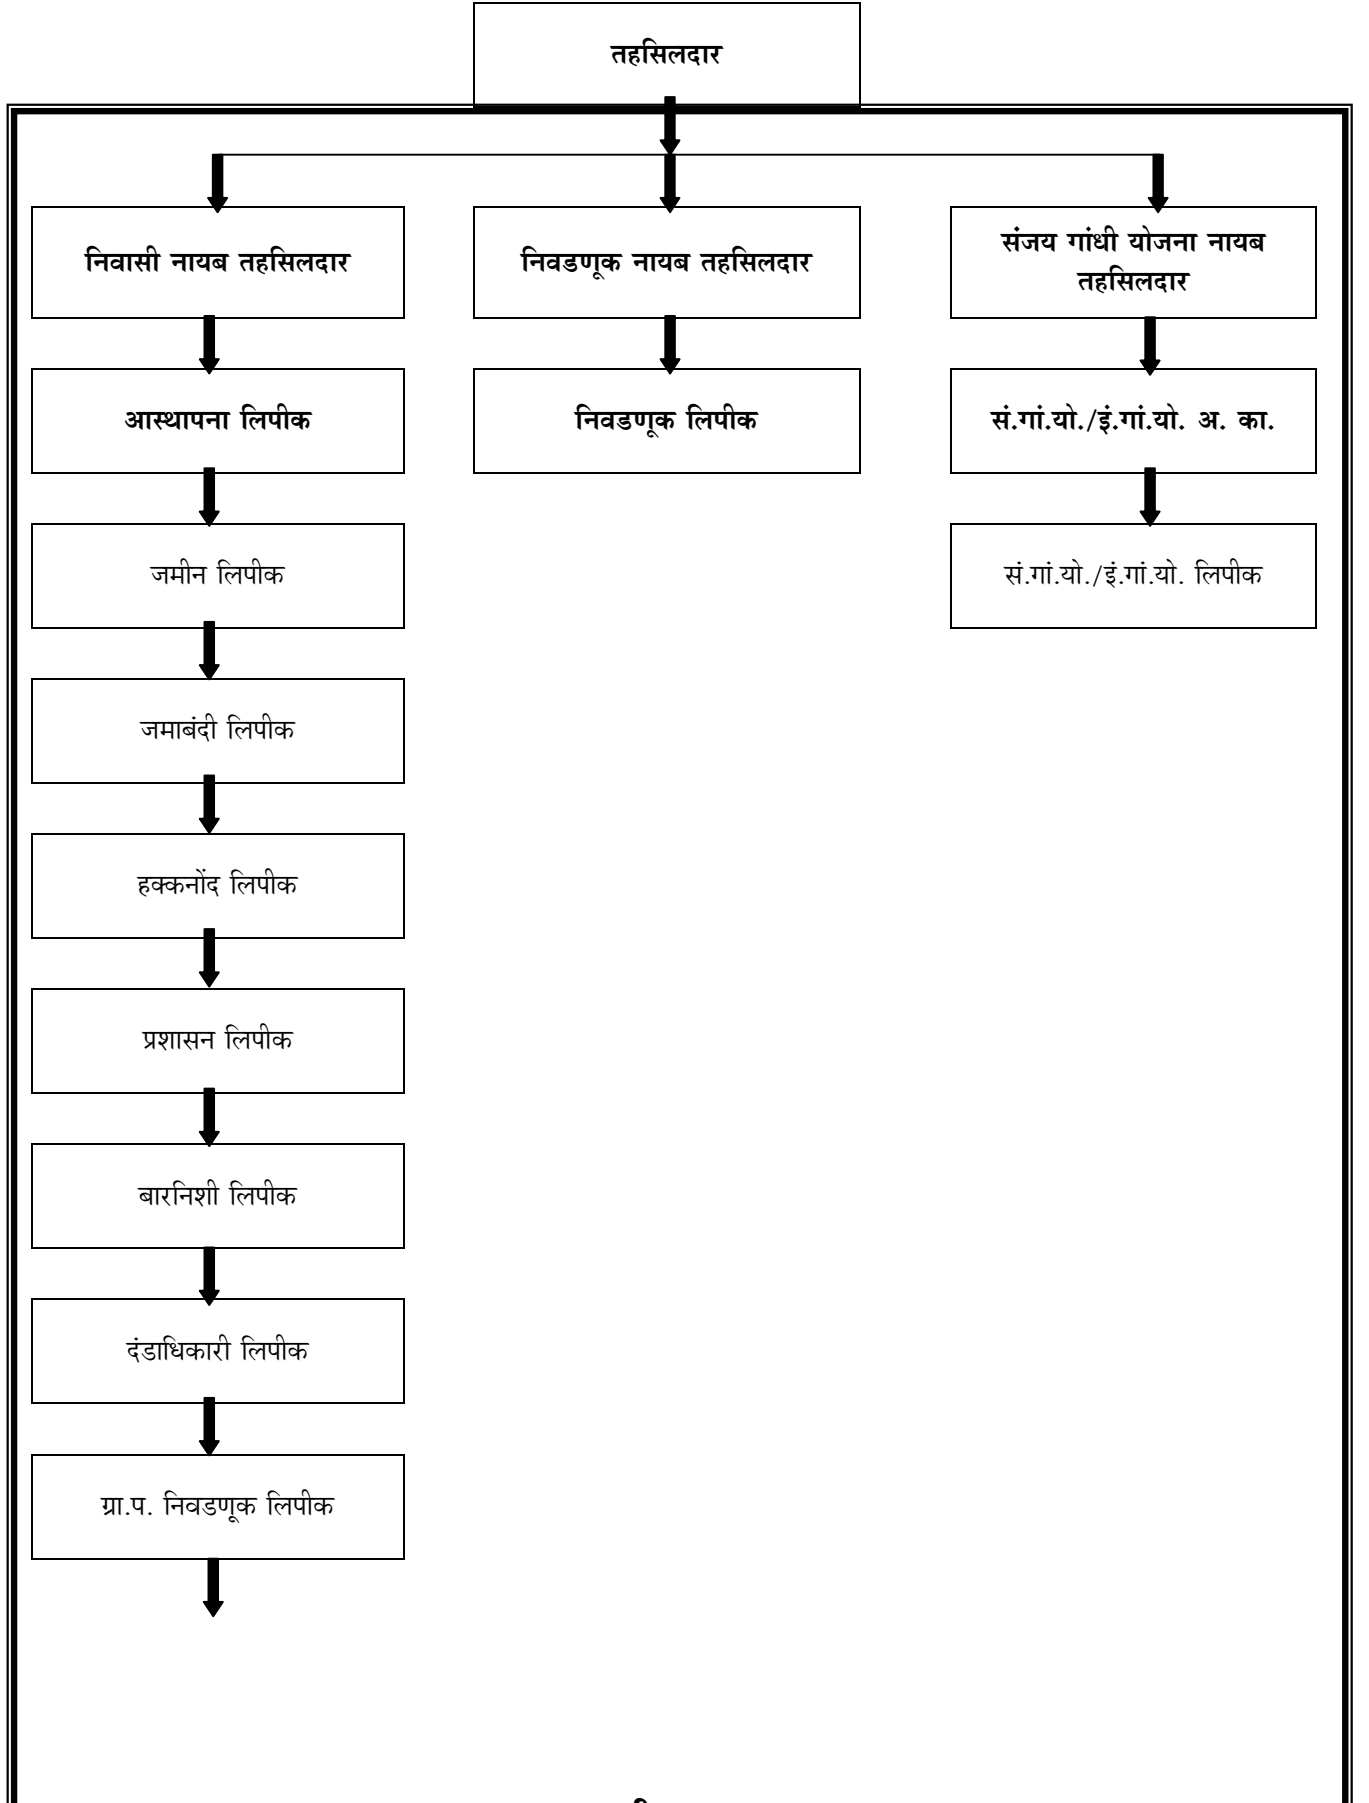 तहसिलदार
निवासी नायब तहसिलदार
निवडणूक नायब तहसिलदार
संजय गांधी योजना नायब
तहसिलदार
आस्थापना लिपीक
निवडणूक लिपीक
सं.गां.यो./इं.गां.यो. अ. का.
जमीन लिपीक
सं.गां.यो./इं.गां.यो. लिपीक
जमाबंदी लिपीक
हक्कनोंद लिपीक
प्रशासन लिपीक
बारनिशी लिपीक
दंडाधिकारी लिपीक
ग्रा.प. निवडणूक लिपीक